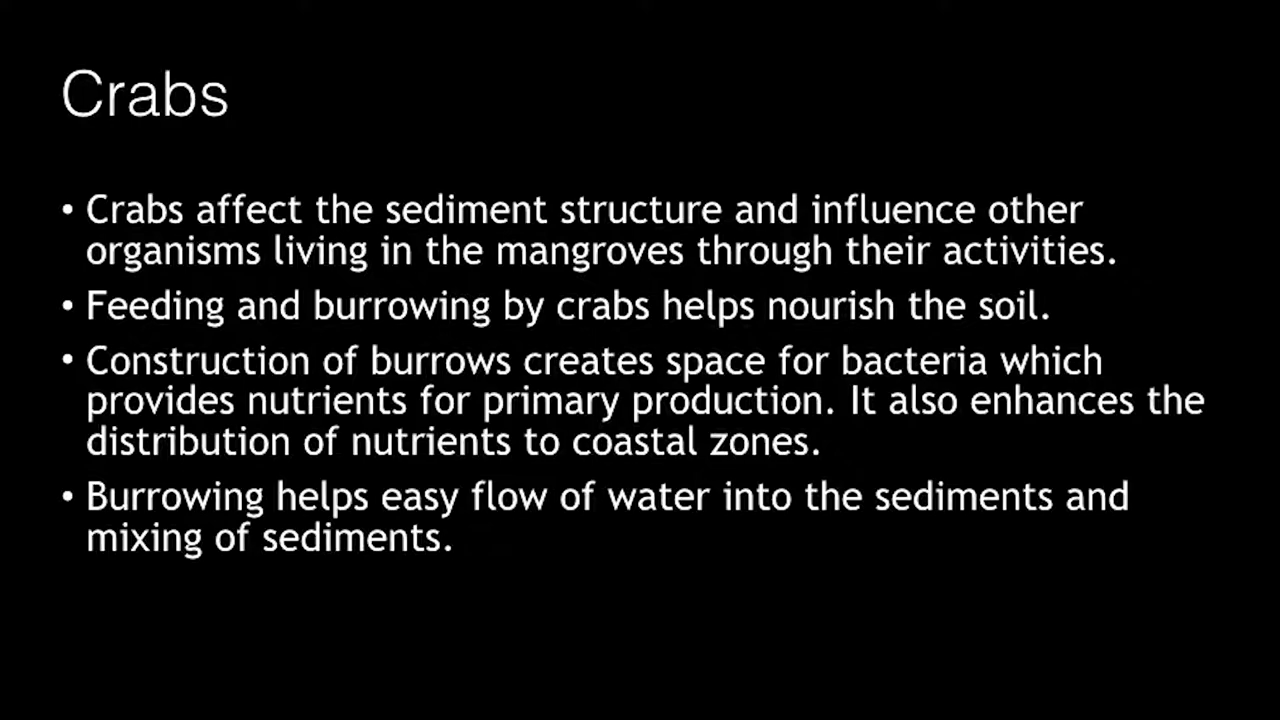 Crabs
• Crabs affect the sediment structure and influence other
organisms living in the mangroves through their activities.
• Feeding and burrowing by crabs helps nourish the soil.
• Construction of burrows creates space for bacteria which
provides nutrients for primary production. It also enhances the
distribution of nutrients to coastal zones.
• Burrowing helps easy flow of water into the sediments and
mixing of sediments.